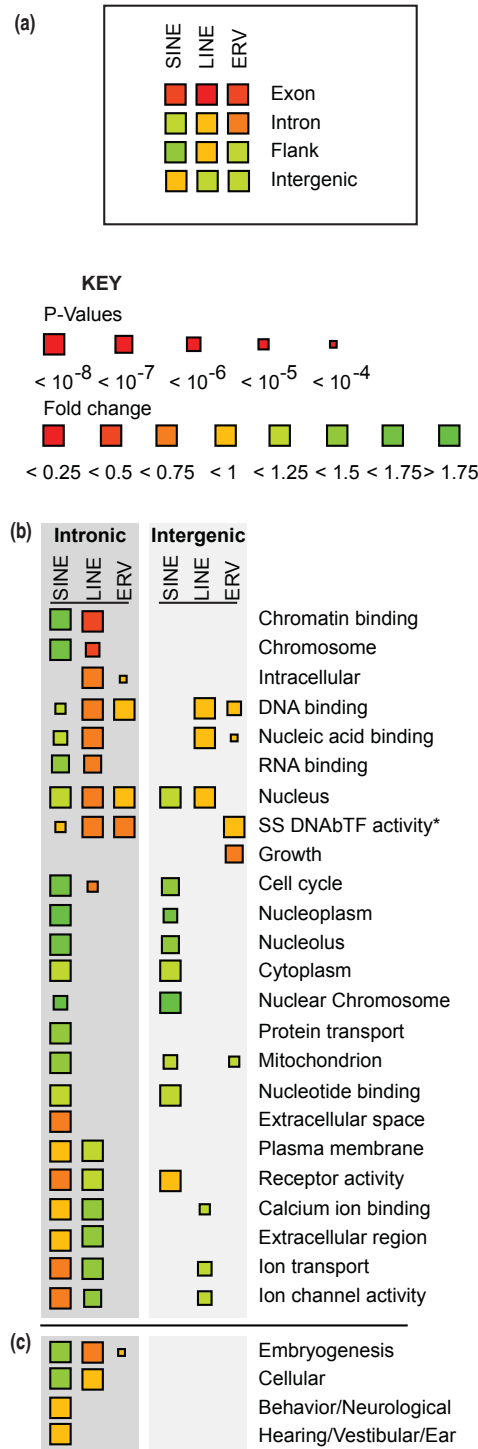 (a)
SINE LINE ERV
Exon
Intron
Flank
Intergenic
KEY
P-Values
< 10-8 < 10-7 < 10-6 < 10-5 < 10-4
Fold change
< 0.25 < 0.5 < 0.75 < 1 < 1.25 < 1.5 < 1.75 > 1.75
(b) Intronic Intergenic
SINE LINE ERV SINE LINE ERV
Chromatin binding
Chromosome
Intracellular
DNA binding
Nucleic acid binding
RNA binding
Nucleus
SS DNAbTF activity*
Growth
Cell cycle
Nucleoplasm
Nucleolus
Cytoplasm
Nuclear Chromosome
Protein transport
Mitochondrion
Nucleotide binding
Extracellular space
Plasma membrane
Receptor activity
Calcium ion binding
Extracellular region
Ion transport
Ion channel activity
(c)
Embryogenesis
Cellular
Behavior/Neurological
Hearing/Vestibular/Ear